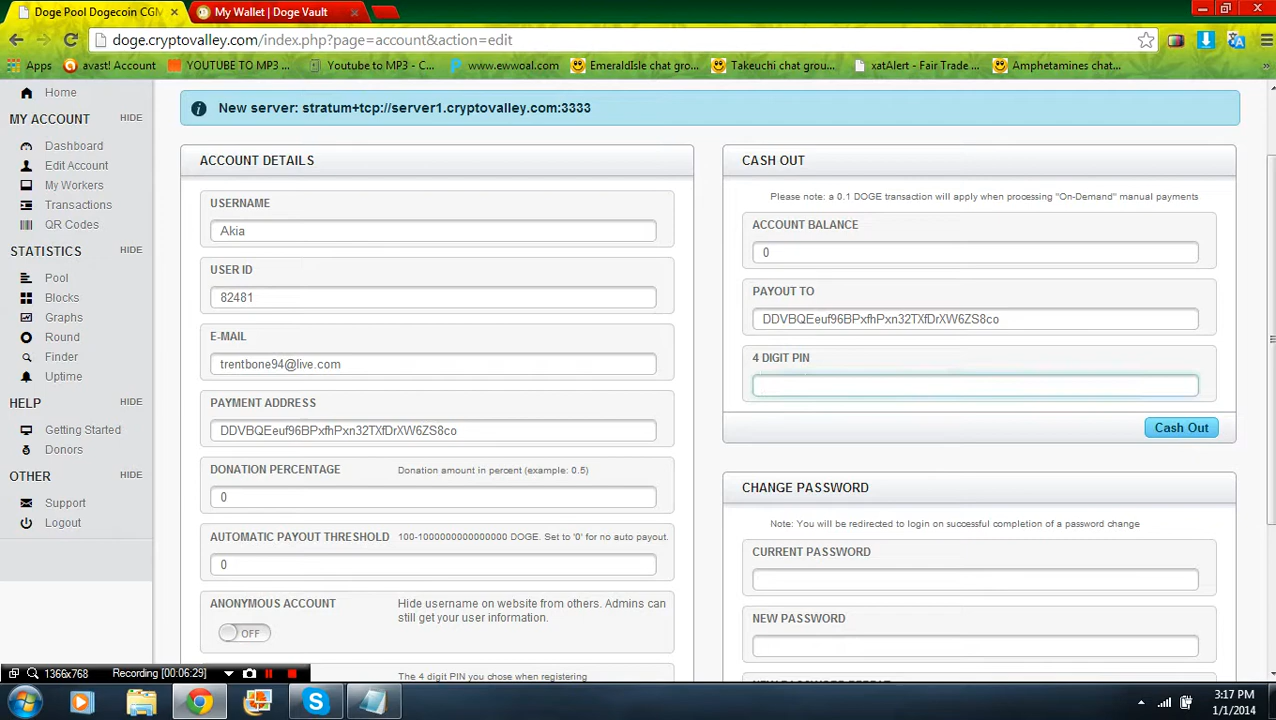 Doge Pool Dogecoin CGM
My Wallet | Doge Vault
doge.cryptovalley.com/index.php?page=account&action=edit
Apps avast! Account YOUTUBE TO MP3 ... Youtube to MP3 - C... www.ewwoal.com EmeraldIsle chat gro... Takeuchi chat grou... xatAlert - Fair Trade ... Amphetamines chat... »
Home
MY ACCOUNT HIDE
Dashboard
Edit Account
My Workers
Transactions
QR Codes
STATISTICS HIDE
Pool
Blocks
Graphs
Round
Finder
Uptime
HELP HIDE
Getting Started
Donors
OTHER HIDE
Support
Logout
New server: stratum+tcp://server1.cryptovalley.com:3333
ACCOUNT DETAILS
USERNAME
Akia
USER ID
82481
E-MAIL
trentbone94@live.com
PAYMENT ADDRESS
DDVBQEeuf96BPxfhPxn32TXfDrXW6ZS8co
DONATION PERCENTAGE Donation amount in percent (example: 0.5)
0
AUTOMATIC PAYOUT THRESHOLD 100-1000000000000000 DOGE. Set to '0' for no auto payout.
0
ANONYMOUS ACCOUNT Hide username on website from others. Admins can
still get your user information.
OFF
The 4 digit PIN you chose when registering
CASH OUT
Please note: a 0.1 DOGE transaction will apply when processing "On-Demand" manual payments
ACCOUNT BALANCE
0
PAYOUT TO
DDVBQEeuf96BPxfhPxn32TXfDrXW6ZS8co
4 DIGIT PIN
Cash Out
CHANGE PASSWORD
Note: You will be redirected to login on successful completion of a password change
CURRENT PASSWORD
NEW PASSWORD
1366x768 Recording [00:06:29]
3:17 PM
1/1/2014